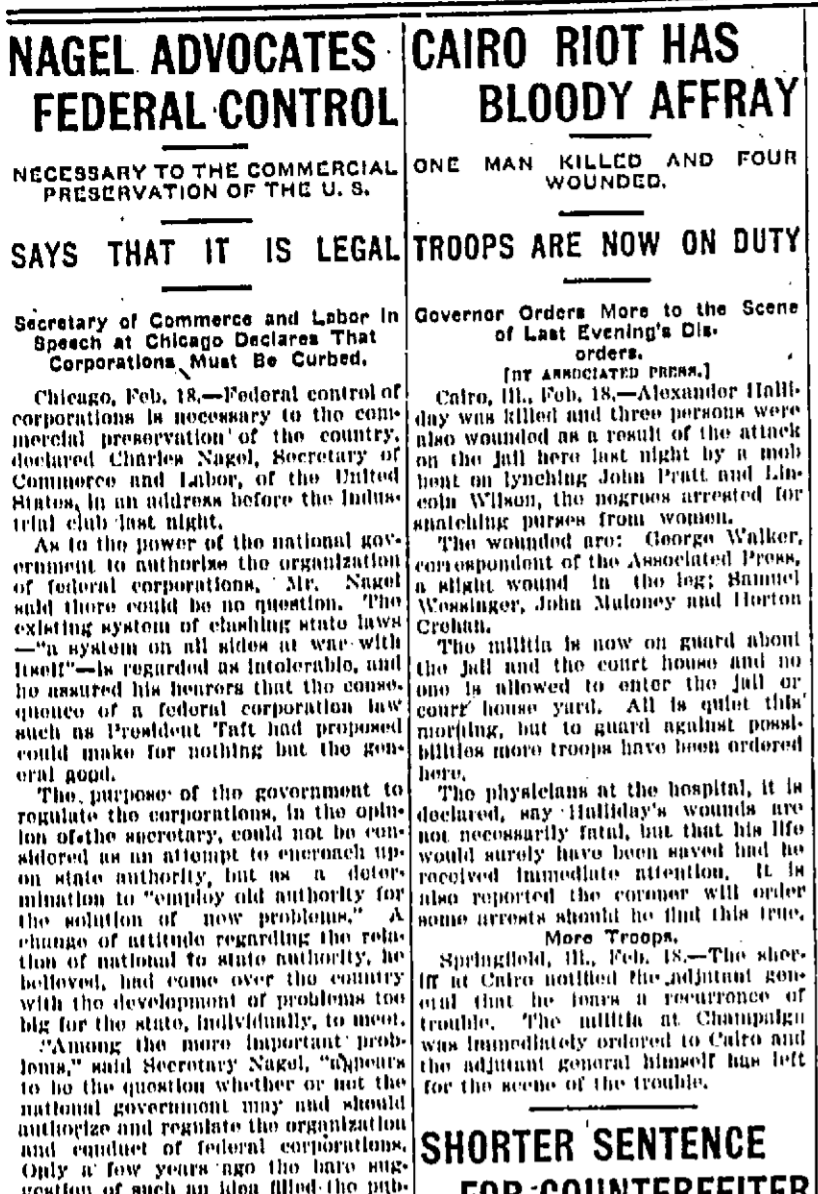 NAGEL ADVOCATES
FEDERAL CONTROL
NECESSARY TO THE COMMERCIAL
PRESERVATION OF THE U. S.
SAYS THAT IT IS LEGAL
Secretary of Commerce and Labor in
Speech at Chicago Declares That
Corporations Must Be Curbed.
Chicago, Feb. 18.—Federal control of
corporations is necessary to the com-
mercial preservation of the country,
declared Charles Nagel, Secretary of
Commerce and Labor, of the United
States, in an address before the Indus-
trial club last night.
As to the power of the national gov-
ernment to authorize the organization
of federal corporations, Mr. Nagel
said there could be no question. The
existing system of clashing state laws
—"a system on all sides at war with
itself"—is regarded as intolerable, and
he assured his hearers that the conse-
quence of a federal corporation law
such as President Taft had proposed
could make for nothing but the gen-
eral good.
The purpose of the government to
regulate the corporations, in the opin-
ion of the secretary, could not be con-
sidered as an attempt to encroach up-
on state authority, but as a deter-
mination to "employ old authority for
the solution of new problems." A
change of attitude regarding the rela-
tion of national to state authority, he
believed, had come over the country
with the development of problems too
big for the state, individually, to meet.
"Among the more important prob-
lems," said Secretary Nagel, "appears
to be the question whether or not the
national government may and should
authorize and regulate the organization
and conduct of federal corporations.
Only a few years ago the bare sug-
gestion of such an idea filled the pub-
CAIRO RIOT HAS
BLOODY AFFRAY
ONE MAN KILLED AND FOUR
WOUNDED.
TROOPS ARE NOW ON DUTY
Governor Orders More to the Scene
of Last Evening's Dis-
orders.
[BY ASSOCIATED PRESS.]
Cairo, Ill., Feb. 18.—Alexander Halli-
day was killed and three persons were
also wounded as a result of the attack
on the jail here last night by a mob
bent on lynching John Pratt and Lin-
coln Wilson, the negroes arrested for
snatching purses from women.
The wounded are: George Walker,
correspondent of the Associated Press,
a slight wound in the leg; Samuel
Wessinger, John Maloney and Horton
Crehan.
The militia is now on guard about
the jail and the court house and no
one is allowed to enter the jail or
court house yard. All is quiet this
morning, but to guard against possi-
bilities more troops have been ordered
here.
The physicians at the hospital, it is
declared, say Halliday's wounds are
not necessarily fatal, but that his life
would surely have been saved had he
received immediate attention. It is
also reported the coroner will order
some arrests should he find this true.
More Troops.
Springfield, Ill., Feb. 18.—The sher-
iff at Cairo notified the adjutant gen-
eral that he fears a recurrence of
trouble. The militia at Champaign
was immediately ordered to Cairo and
the adjutant general himself has left
for the scene of the trouble.
SHORTER SENTENCE
FOR COUNTERFEITER